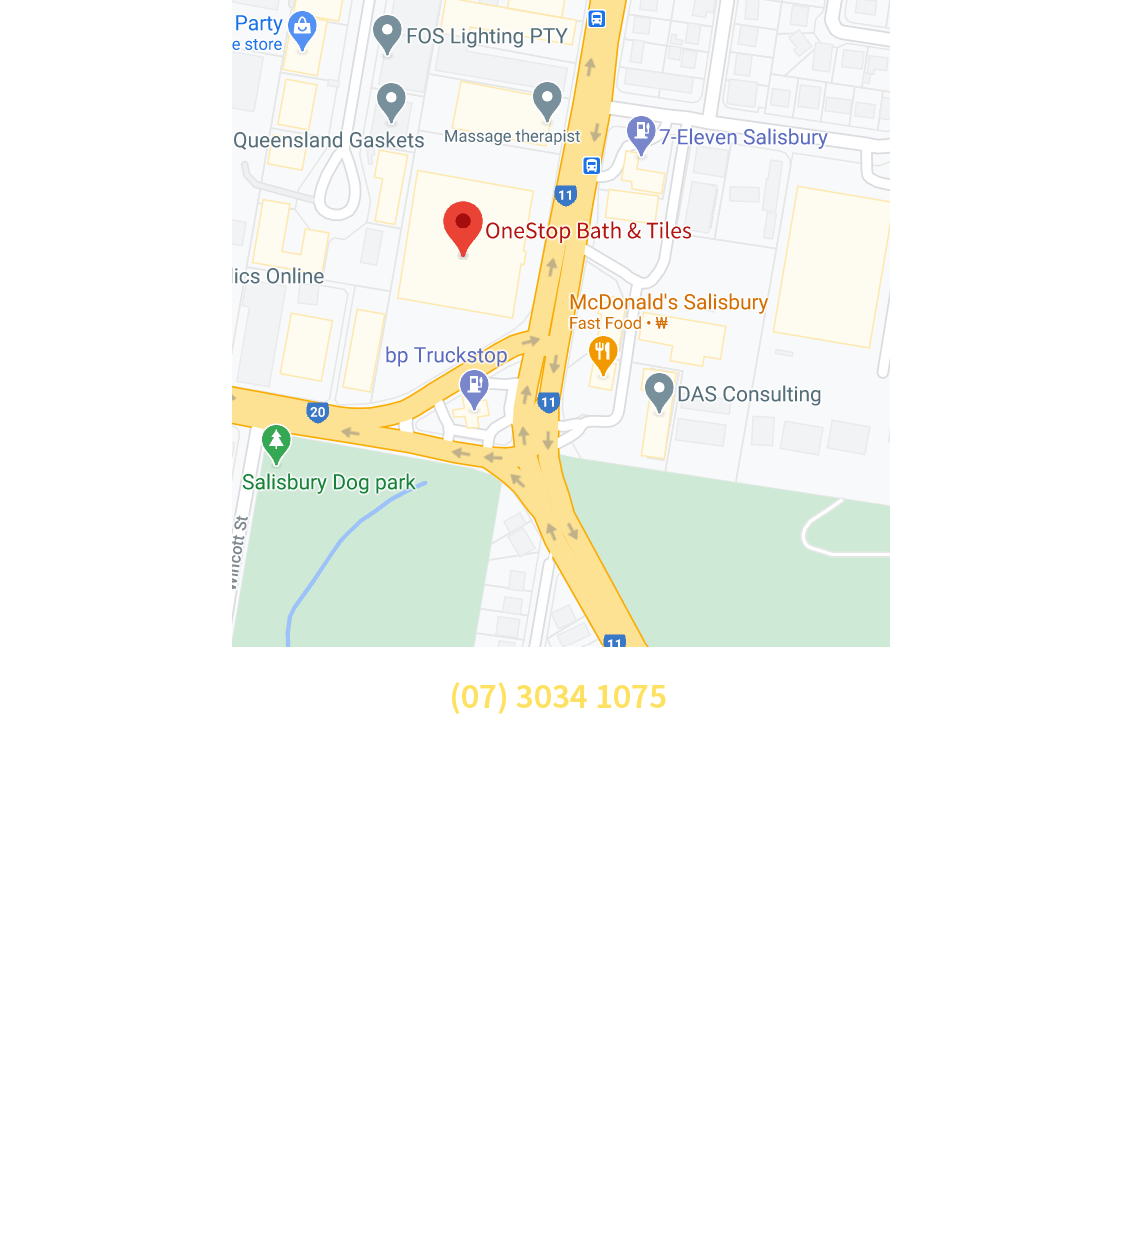 Party
e store
FOS Lighting PTY
Queensland Gaskets
Massage therapist
7-Eleven Salisbury
11
OneStop Bath & Tiles
ics Online
McDonald's Salisbury
Fast Food • ₩
bp Truckstop
DAS Consulting
20
11
Salisbury Dog park
Wincott St
11
(07) 3034 1075